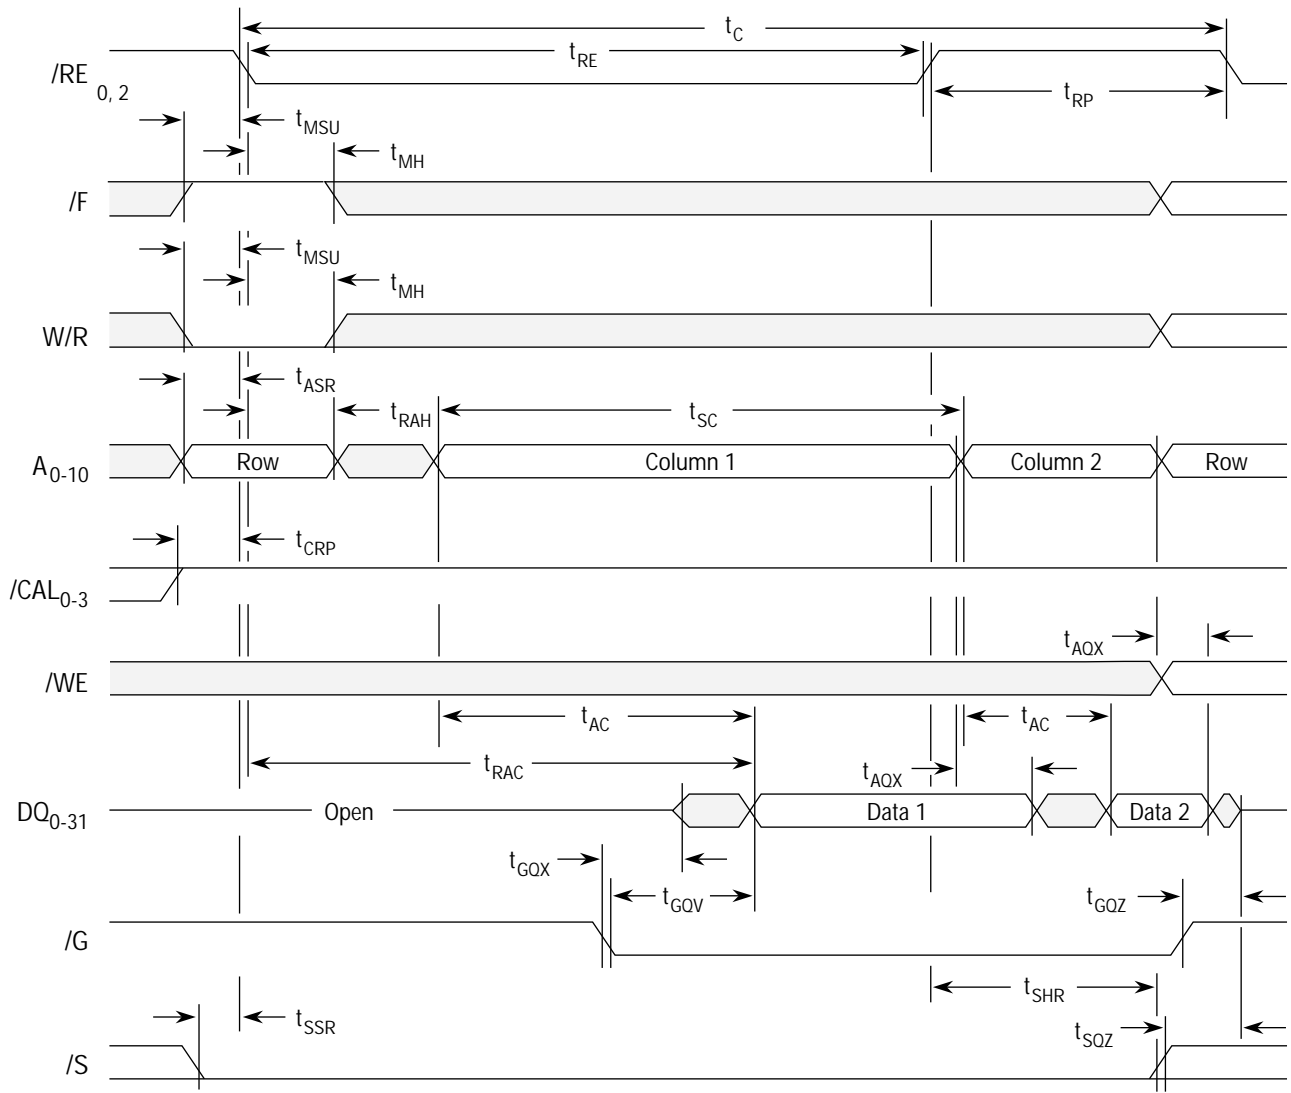 tC
tRE
/RE 0, 2
tRP
tMSU
tMH
/F
tMSU
tMH
W/R
tASR
tRAH
tSC
A0-10
Row
Column 1
Column 2
Row
tCRP
/CAL0-3
tAQX
/WE
tAC
tAC
tRAC
tAQX
DQ0-31
Open
Data 1
Data 2
tGQX
tGQV
tGQZ
/G
tSHR
tSSR
tSQZ
/S